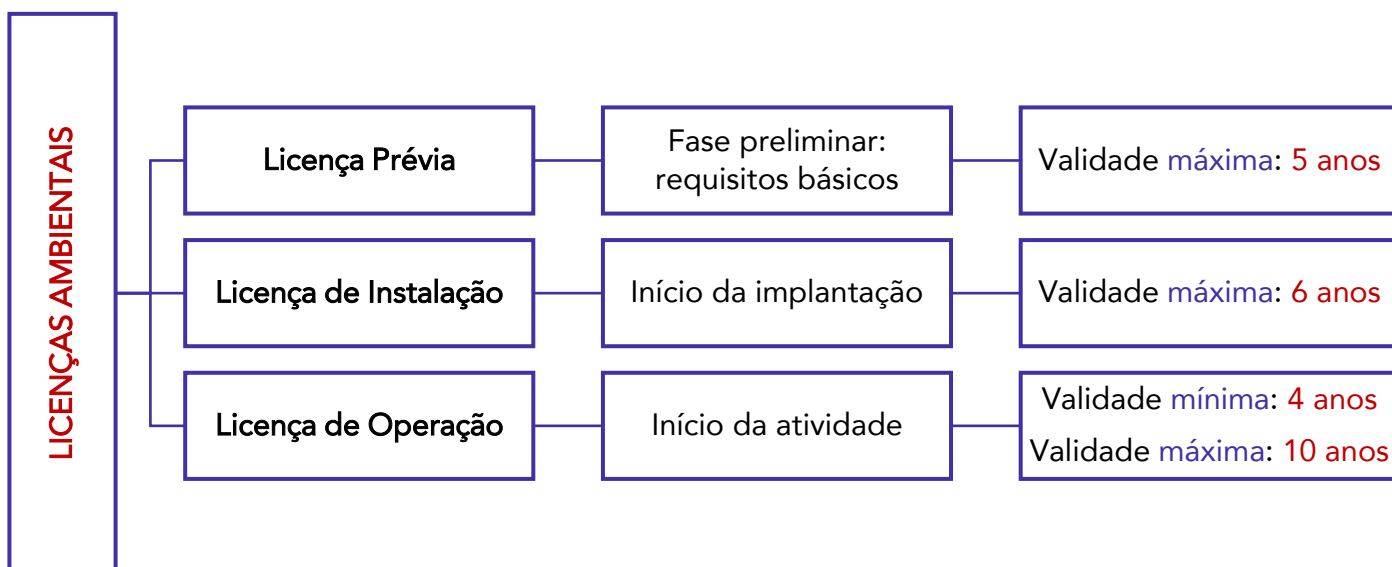 LICENÇAS AMBIENTAIS
Licença Prévia
Fase preliminar:
requisitos básicos
Validade máxima: 5 anos
Licença de Instalação
Início da implantação
Validade máxima: 6 anos
Licença de Operação
Início da atividade
Validade mínima: 4 anos
Validade máxima: 10 anos